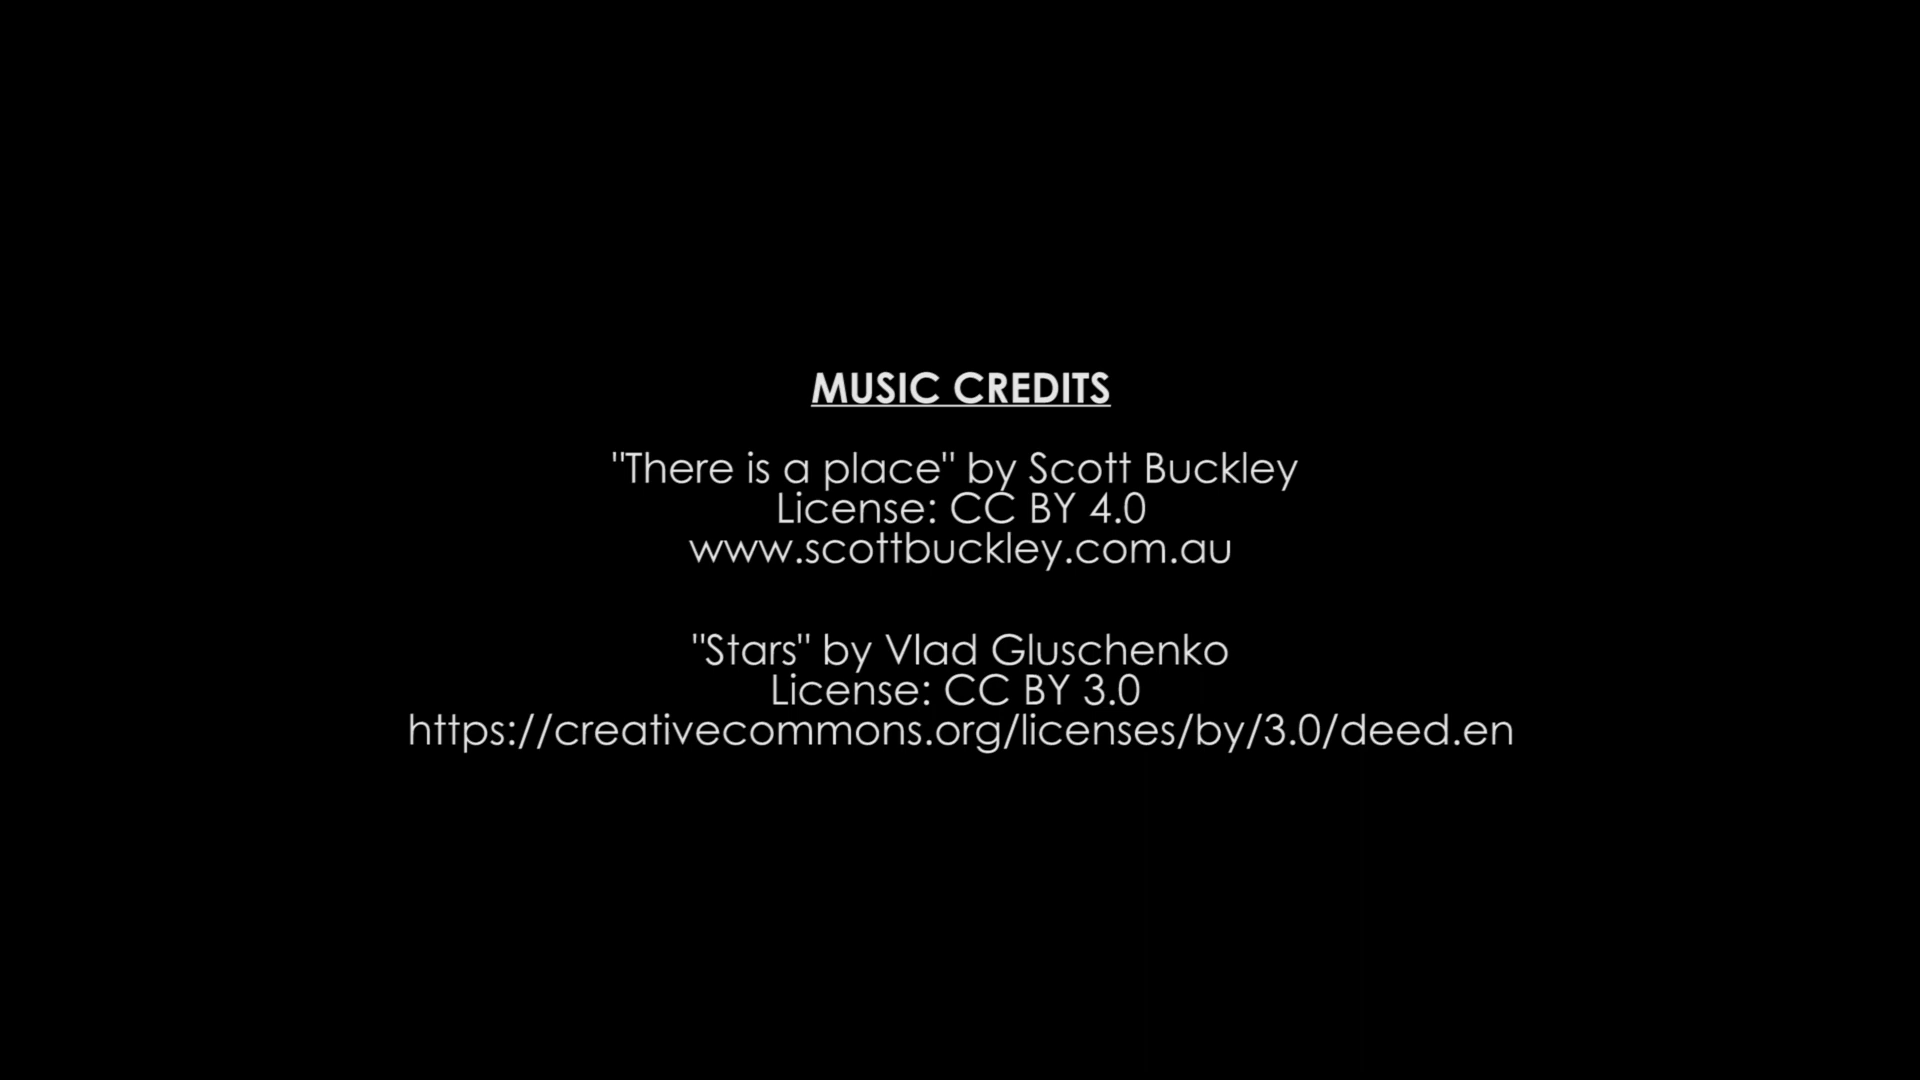 MUSIC CREDITS
"There is a place" by Scott Buckley
License: CC BY 4.0
www.scottbuckley.com.au
"Stars" by Vlad Gluschenko
License: CC BY 3.0
https://creativecommons.org/licenses/by/3.0/deed.en